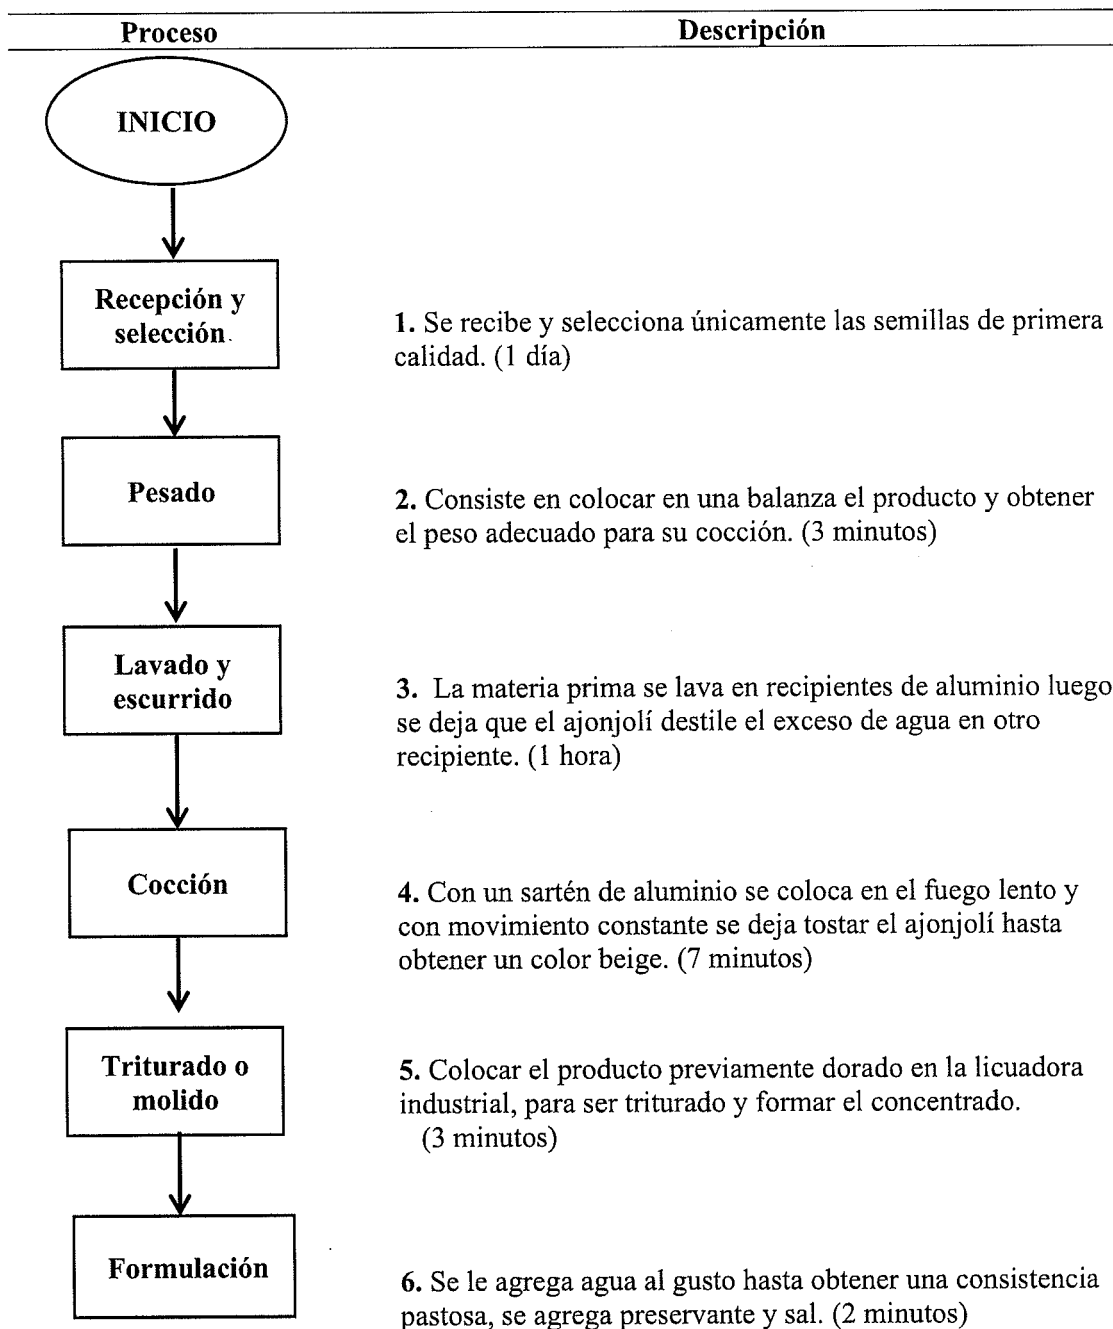 Proceso Descripción
INICIO
Recepción y
selección
1. Se recibe y selecciona únicamente las semillas de primera
calidad. (1 día)
Pesado
2. Consiste en colocar en una balanza el producto y obtener
el peso adecuado para su cocción. (3 minutos)
Lavado y
escurrido
3. La materia prima se lava en recipientes de aluminio luego
se deja que el ajonjolí destile el exceso de agua en otro
recipiente. (1 hora)
Cocción
4. Con un sartén de aluminio se coloca en el fuego lento y
con movimiento constante se deja tostar el ajonjolí hasta
obtener un color beige. (7 minutos)
Triturado o
molido
5. Colocar el producto previamente dorado en la licuadora
industrial, para ser triturado y formar el concentrado.
(3 minutos)
Formulación
6. Se le agrega agua al gusto hasta obtener una consistencia
pastosa, se agrega preservante y sal. (2 minutos)